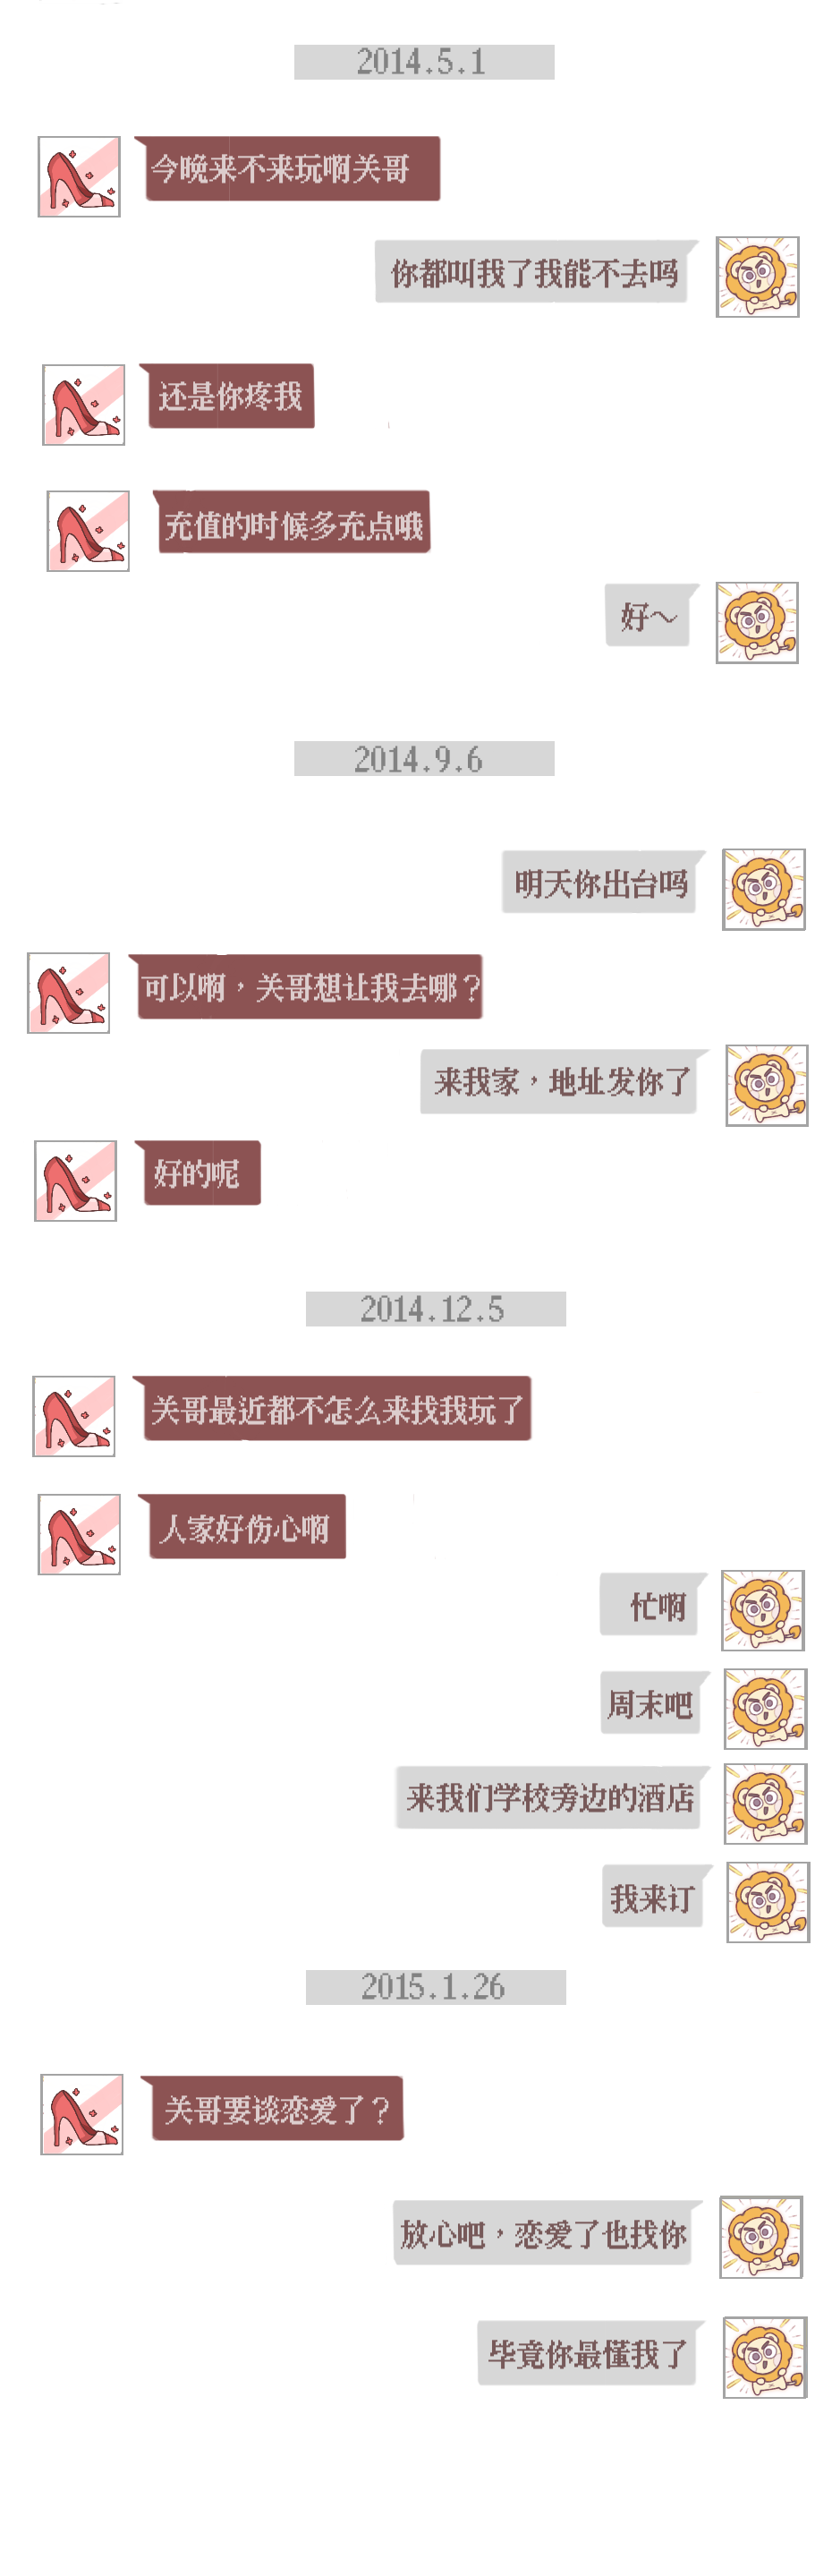 2014.5.1
今晚来不来玩啊关哥
你都叫我了我能不去吗
还是你疼我
充值的时候多充点哦
好～
2014.9.6
明天你出台吗
可以啊，关哥想让我去哪？
来我家，地址发你了
好的呢
2014.12.5
关哥最近都不怎么来找我玩了
人家好伤心啊
忙啊
周末吧
来我们学校旁边的酒店
我来订
2015.1.26
关哥要谈恋爱了？
放心吧，恋爱了也找你
毕竟你最懂我了